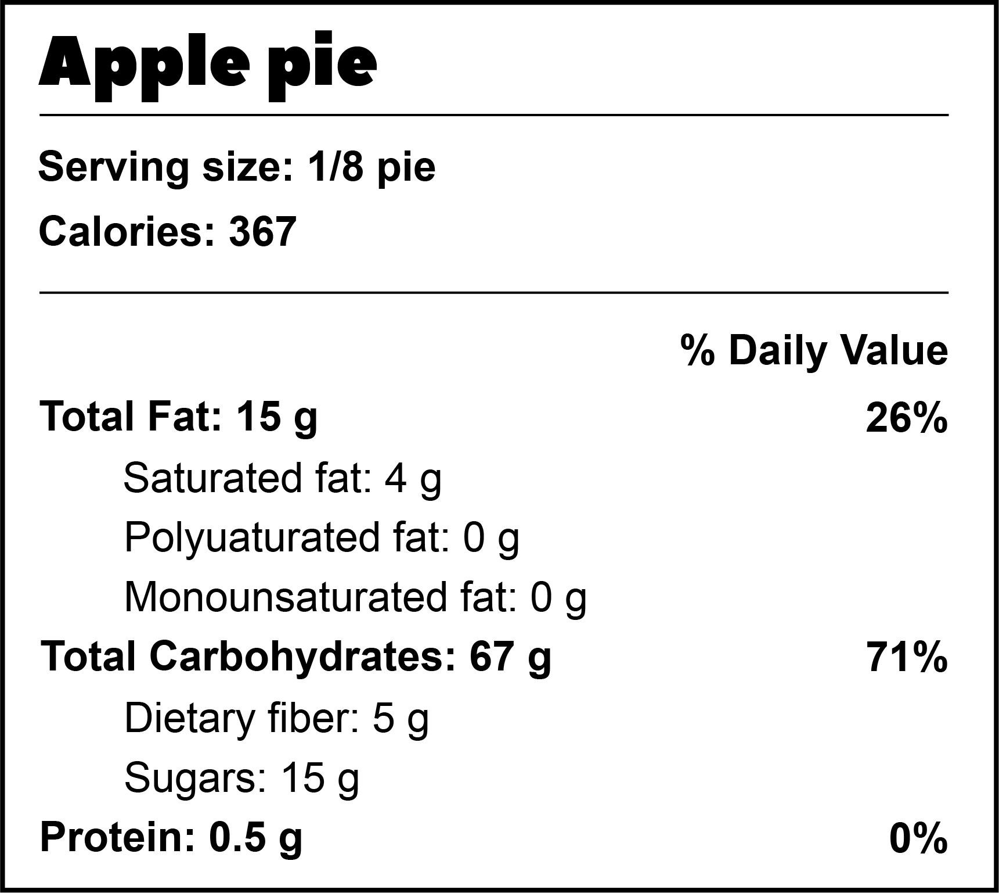 Apple pie
Serving size: 1/8 pie
Calories: 367
% Daily Value
Total Fat: 15 g 26%
Saturated fat: 4 g
Polyuaturated fat: 0 g
Monounsaturated fat: 0 g
Total Carbohydrates: 67 g 71%
Dietary fiber: 5 g
Sugars: 15 g
Protein: 0.5 g 0%